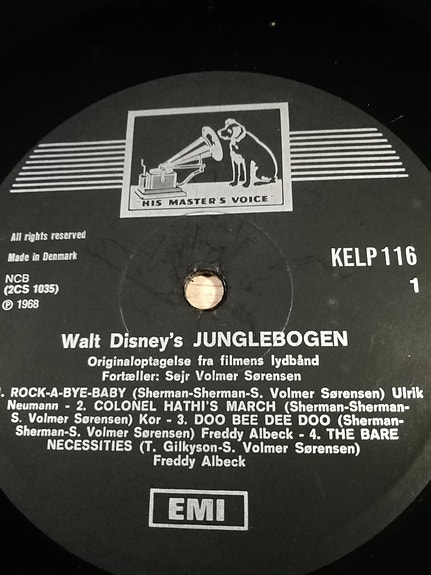 HIS MASTER'S VOICE
All rights reserved
Made in Denmark
KELP 116
NCB
(2CS 1035)
1
℗ 1968
Walt Disney's JUNGLEBOGEN
Originaloptagelse fra filmens lydbånd
Fortæller: Sejr Volmer Sørensen
1. ROCK-A-BYE-BABY (Sherman-Sherman-S. Volmer Sørensen) Ulrik
Neumann - 2. COLONEL HATHI'S MARCH (Sherman-Sherman-
S. Volmer Sørensen) Kor - 3. DOO BEE DEE DOO (Sherman-
Sherman-S. Volmer Sørensen) Freddy Albeck - 4. THE BARE
NECESSITIES (T. Gilkyson-S. Volmer Sørensen)
Freddy Albeck
EMI